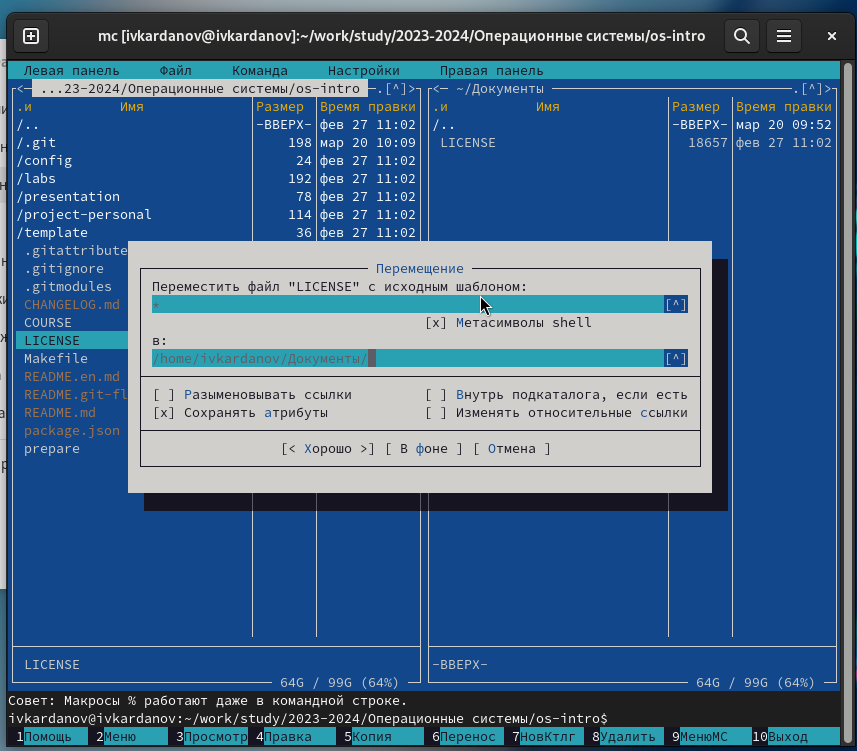 mc [ivkardanov@ivkardanov]:~/work/study/2023-2024/Операционные системы/os-intro
Левая панель Файл Команда Настройки Правая панель
<— ...23-2024/Операционные системы/os-intro —.[^]>
.и Имя Размер Время правки
/.. -ВВЕРХ- фев 27 11:02
/.git 198 мар 20 10:09
/config 24 фев 27 11:02
/labs 192 фев 27 11:02
/presentation 78 фев 27 11:02
/project-personal 114 фев 27 11:02
/template 36 фев 27 11:02
.gitattribute
.gitignore
.gitmodules
CHANGELOG.md
COURSE
LICENSE
Makefile
README.en.md
README.git-fl
README.md
package.json
prepare
LICENSE
64G / 99G (64%)
<— ~/Документы .[^]>
.и Имя Размер Время правки
/.. -ВВЕРХ- мар 20 09:52
LICENSE 18657 фев 27 11:02
-ВВЕРХ-
64G / 99G (64%)
Перемещение
Переместить файл "LICENSE" с исходным шаблоном:
* [^]
[x] Метасимволы shell
в:
/home/ivkardanov/Документы/ [^]
[ ] Разыменовывать ссылки [ ] Внутрь подкаталога, если есть
[x] Сохранять атрибуты [ ] Изменять относительные ссылки
[< Хорошо >] [ В фоне ] [ Отмена ]
Совет: Макросы % работают даже в командной строке.
ivkardanov@ivkardanov:~/work/study/2023-2024/Операционные системы/os-intro$
1Помощь 2Меню 3Просмотр 4Правка 5Копия 6Перенос 7НовКтлг 8Удалить 9МенюМС 10Выход